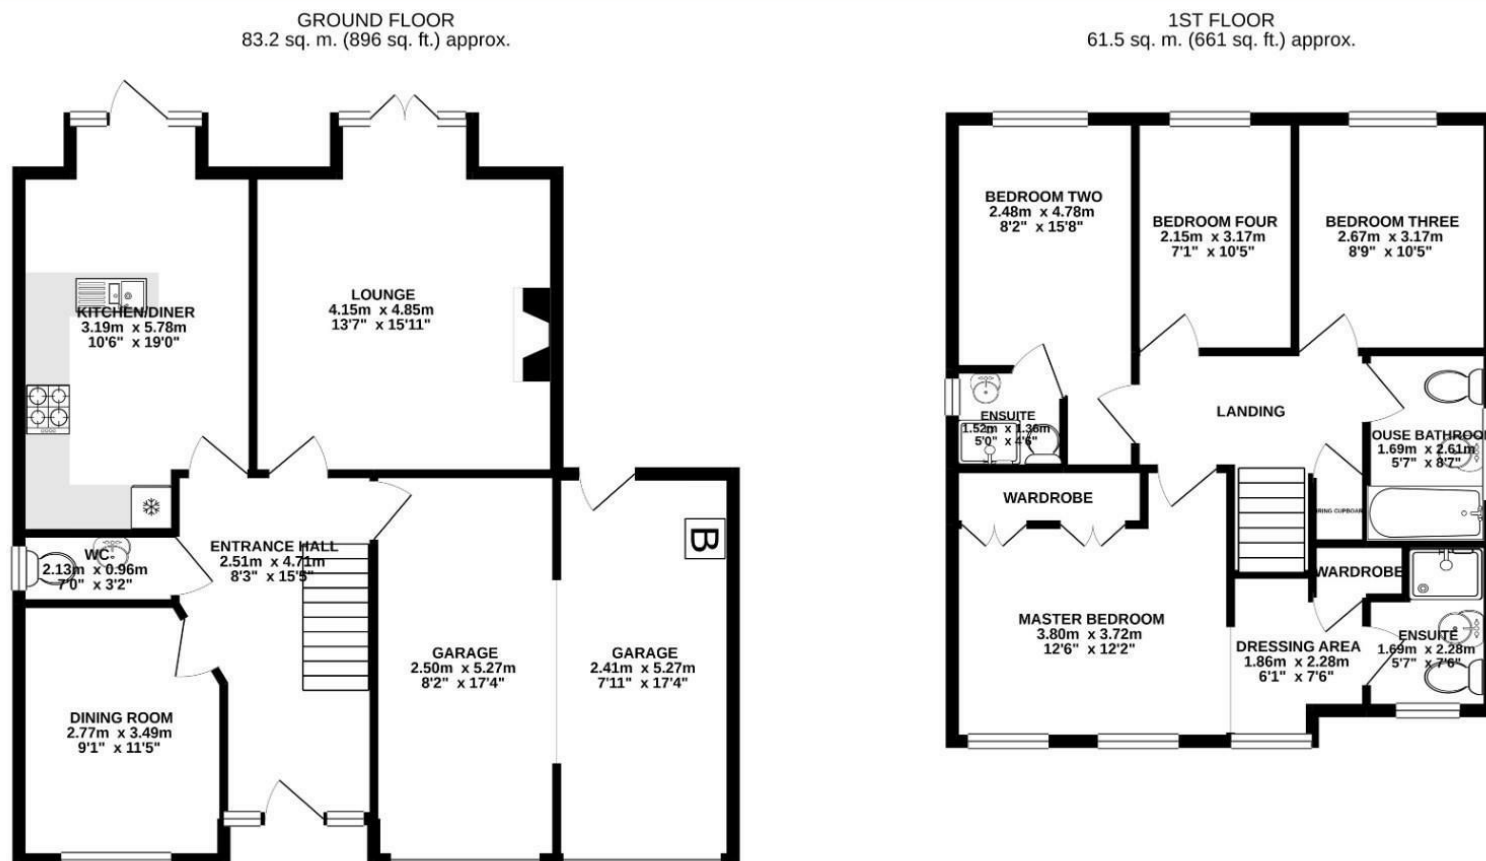 GROUND FLOOR
83.2 sq. m. (896 sq. ft.) approx.
KITCHEN/DINER
3.19m x 5.78m
10'6" x 19'0"
LOUNGE
4.15m x 4.85m
13'7" x 15'11"
WC
2.13m x 0.96m
7'0" x 3'2"
ENTRANCE HALL
2.51m x 4.71m
8'3" x 15'5"
DINING ROOM
2.77m x 3.49m
9'1" x 11'5"
GARAGE
2.50m x 5.27m
8'2" x 17'4"
B
GARAGE
2.41m x 5.27m
7'11" x 17'4"
1ST FLOOR
61.5 sq. m. (661 sq. ft.) approx.
BEDROOM TWO
2.48m x 4.78m
8'2" x 15'8"
BEDROOM FOUR
2.15m x 3.17m
7'1" x 10'5"
BEDROOM THREE
2.67m x 3.17m
8'9" x 10'5"
ENSUITE
1.52m x 1.36m
5'0" x 4'6"
LANDING
OUSE BATHROOM
1.69m x 2.61m
5'7" x 8'7"
WARDROBE
RING CUPBOAR
WARDROBE
MASTER BEDROOM
3.80m x 3.72m
12'6" x 12'2"
DRESSING AREA
1.86m x 2.28m
6'1" x 7'6"
ENSUITE
1.69m x 2.28m
5'7" x 7'6"